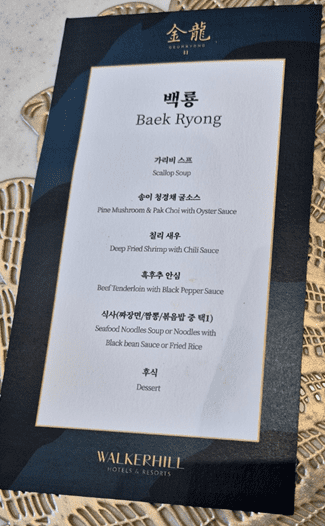 金龍
GEUMRYONG
II
백룡
Baek Ryong
가리비 스프
Scallop Soup
송이 청경채 굴소스
Pine Mushroom & Pak Choi with Oyster Sauce
칠리 새우
Deep Fried Shrimp with Chili Sauce
흑후추 안심
Beef Tenderloin with Black Pepper Sauce
식사(짜장면/짬뽕/볶음밥 중 택1)
Seafood Noodles Soup or Noodles with
Black bean Sauce or Fried Rice
후식
Dessert
WALKERHILL
HOTELS & RESORTS